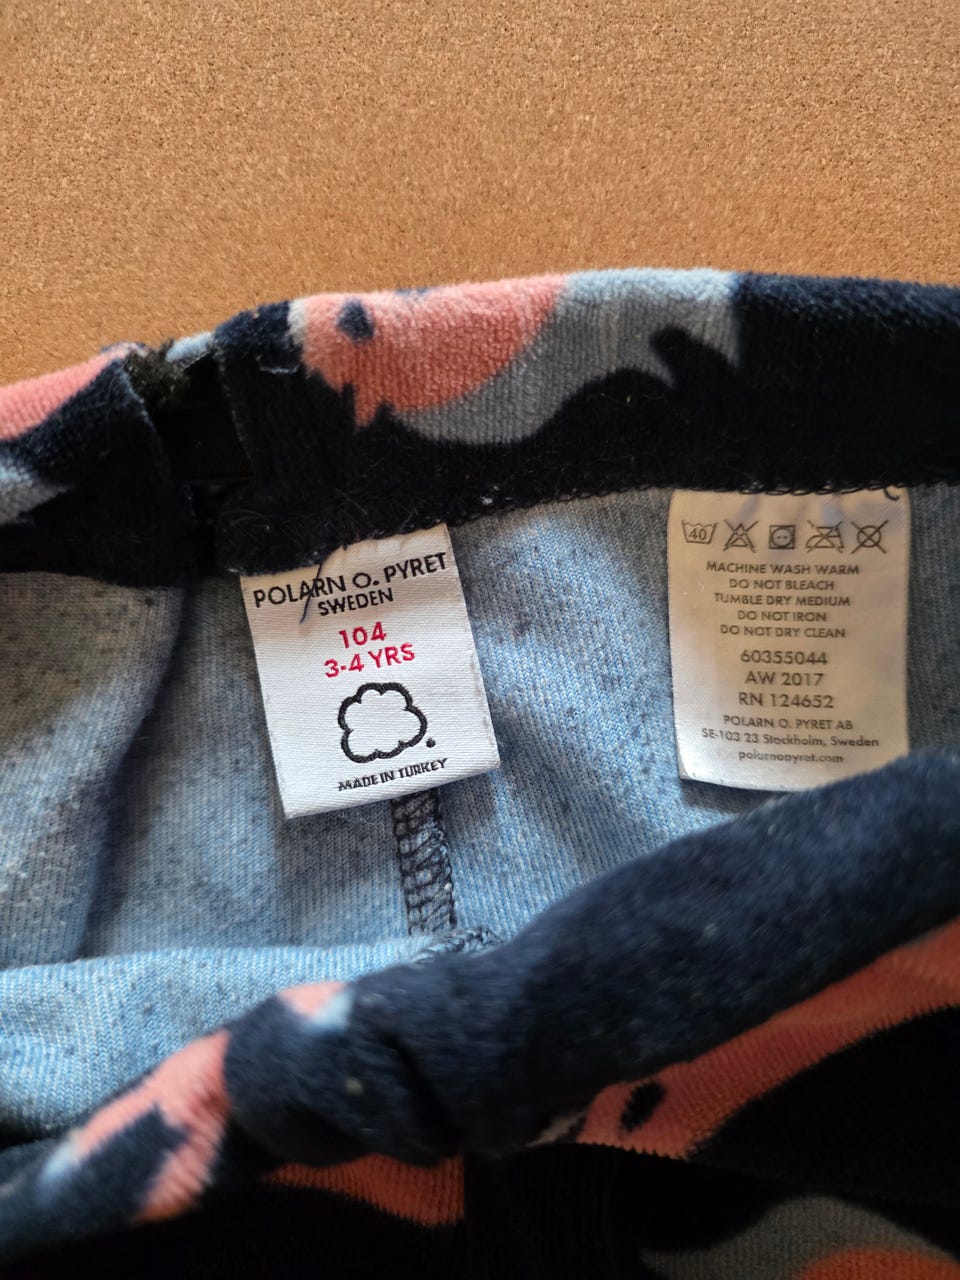 POLARN O. PYRET
SWEDEN
104
3-4 YRS
MADE IN TURKEY
40
MACHINE WASH WARM
DO NOT BLEACH
TUMBLE DRY MEDIUM
DO NOT IRON
DO NOT DRY CLEAN
60355044
AW 2017
RN 124652
POLARN O. PYRET AB
SE-103 23 Stockholm, Sweden
polarnopyret.com